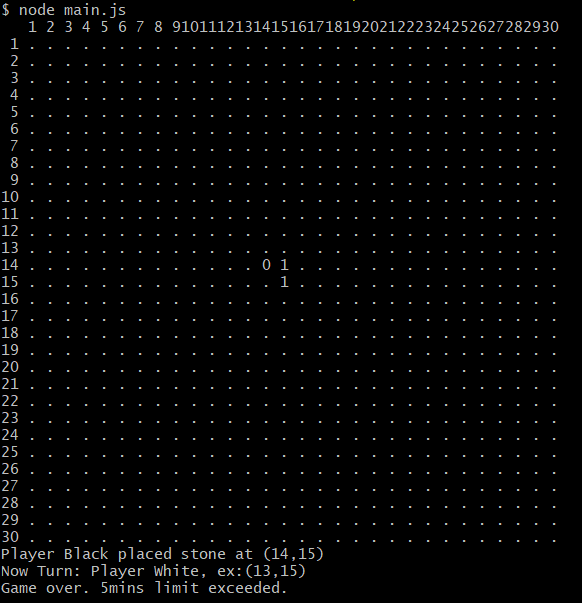 $ node main.js
   1 2 3 4 5 6 7 8 9101112131415161718192021222324252627282930
 1 . . . . . . . . . . . . . . . . . . . . . . . . . . . . . .
 2 . . . . . . . . . . . . . . . . . . . . . . . . . . . . . .
 3 . . . . . . . . . . . . . . . . . . . . . . . . . . . . . .
 4 . . . . . . . . . . . . . . . . . . . . . . . . . . . . . .
 5 . . . . . . . . . . . . . . . . . . . . . . . . . . . . . .
 6 . . . . . . . . . . . . . . . . . . . . . . . . . . . . . .
 7 . . . . . . . . . . . . . . . . . . . . . . . . . . . . . .
 8 . . . . . . . . . . . . . . . . . . . . . . . . . . . . . .
 9 . . . . . . . . . . . . . . . . . . . . . . . . . . . . . .
10 . . . . . . . . . . . . . . . . . . . . . . . . . . . . . .
11 . . . . . . . . . . . . . . . . . . . . . . . . . . . . . .
12 . . . . . . . . . . . . . . . . . . . . . . . . . . . . . .
13 . . . . . . . . . . . . . . . . . . . . . . . . . . . . . .
14 . . . . . . . . . . . . . 0 1 . . . . . . . . . . . . . . .
15 . . . . . . . . . . . . . . 1 . . . . . . . . . . . . . . .
16 . . . . . . . . . . . . . . . . . . . . . . . . . . . . . .
17 . . . . . . . . . . . . . . . . . . . . . . . . . . . . . .
18 . . . . . . . . . . . . . . . . . . . . . . . . . . . . . .
19 . . . . . . . . . . . . . . . . . . . . . . . . . . . . . .
20 . . . . . . . . . . . . . . . . . . . . . . . . . . . . . .
21 . . . . . . . . . . . . . . . . . . . . . . . . . . . . . .
22 . . . . . . . . . . . . . . . . . . . . . . . . . . . . . .
23 . . . . . . . . . . . . . . . . . . . . . . . . . . . . . .
24 . . . . . . . . . . . . . . . . . . . . . . . . . . . . . .
25 . . . . . . . . . . . . . . . . . . . . . . . . . . . . . .
26 . . . . . . . . . . . . . . . . . . . . . . . . . . . . . .
27 . . . . . . . . . . . . . . . . . . . . . . . . . . . . . .
28 . . . . . . . . . . . . . . . . . . . . . . . . . . . . . .
29 . . . . . . . . . . . . . . . . . . . . . . . . . . . . . .
30 . . . . . . . . . . . . . . . . . . . . . . . . . . . . . .
Player Black placed stone at (14,15)
Now Turn: Player White, ex:(13,15)
Game over. 5mins limit exceeded.